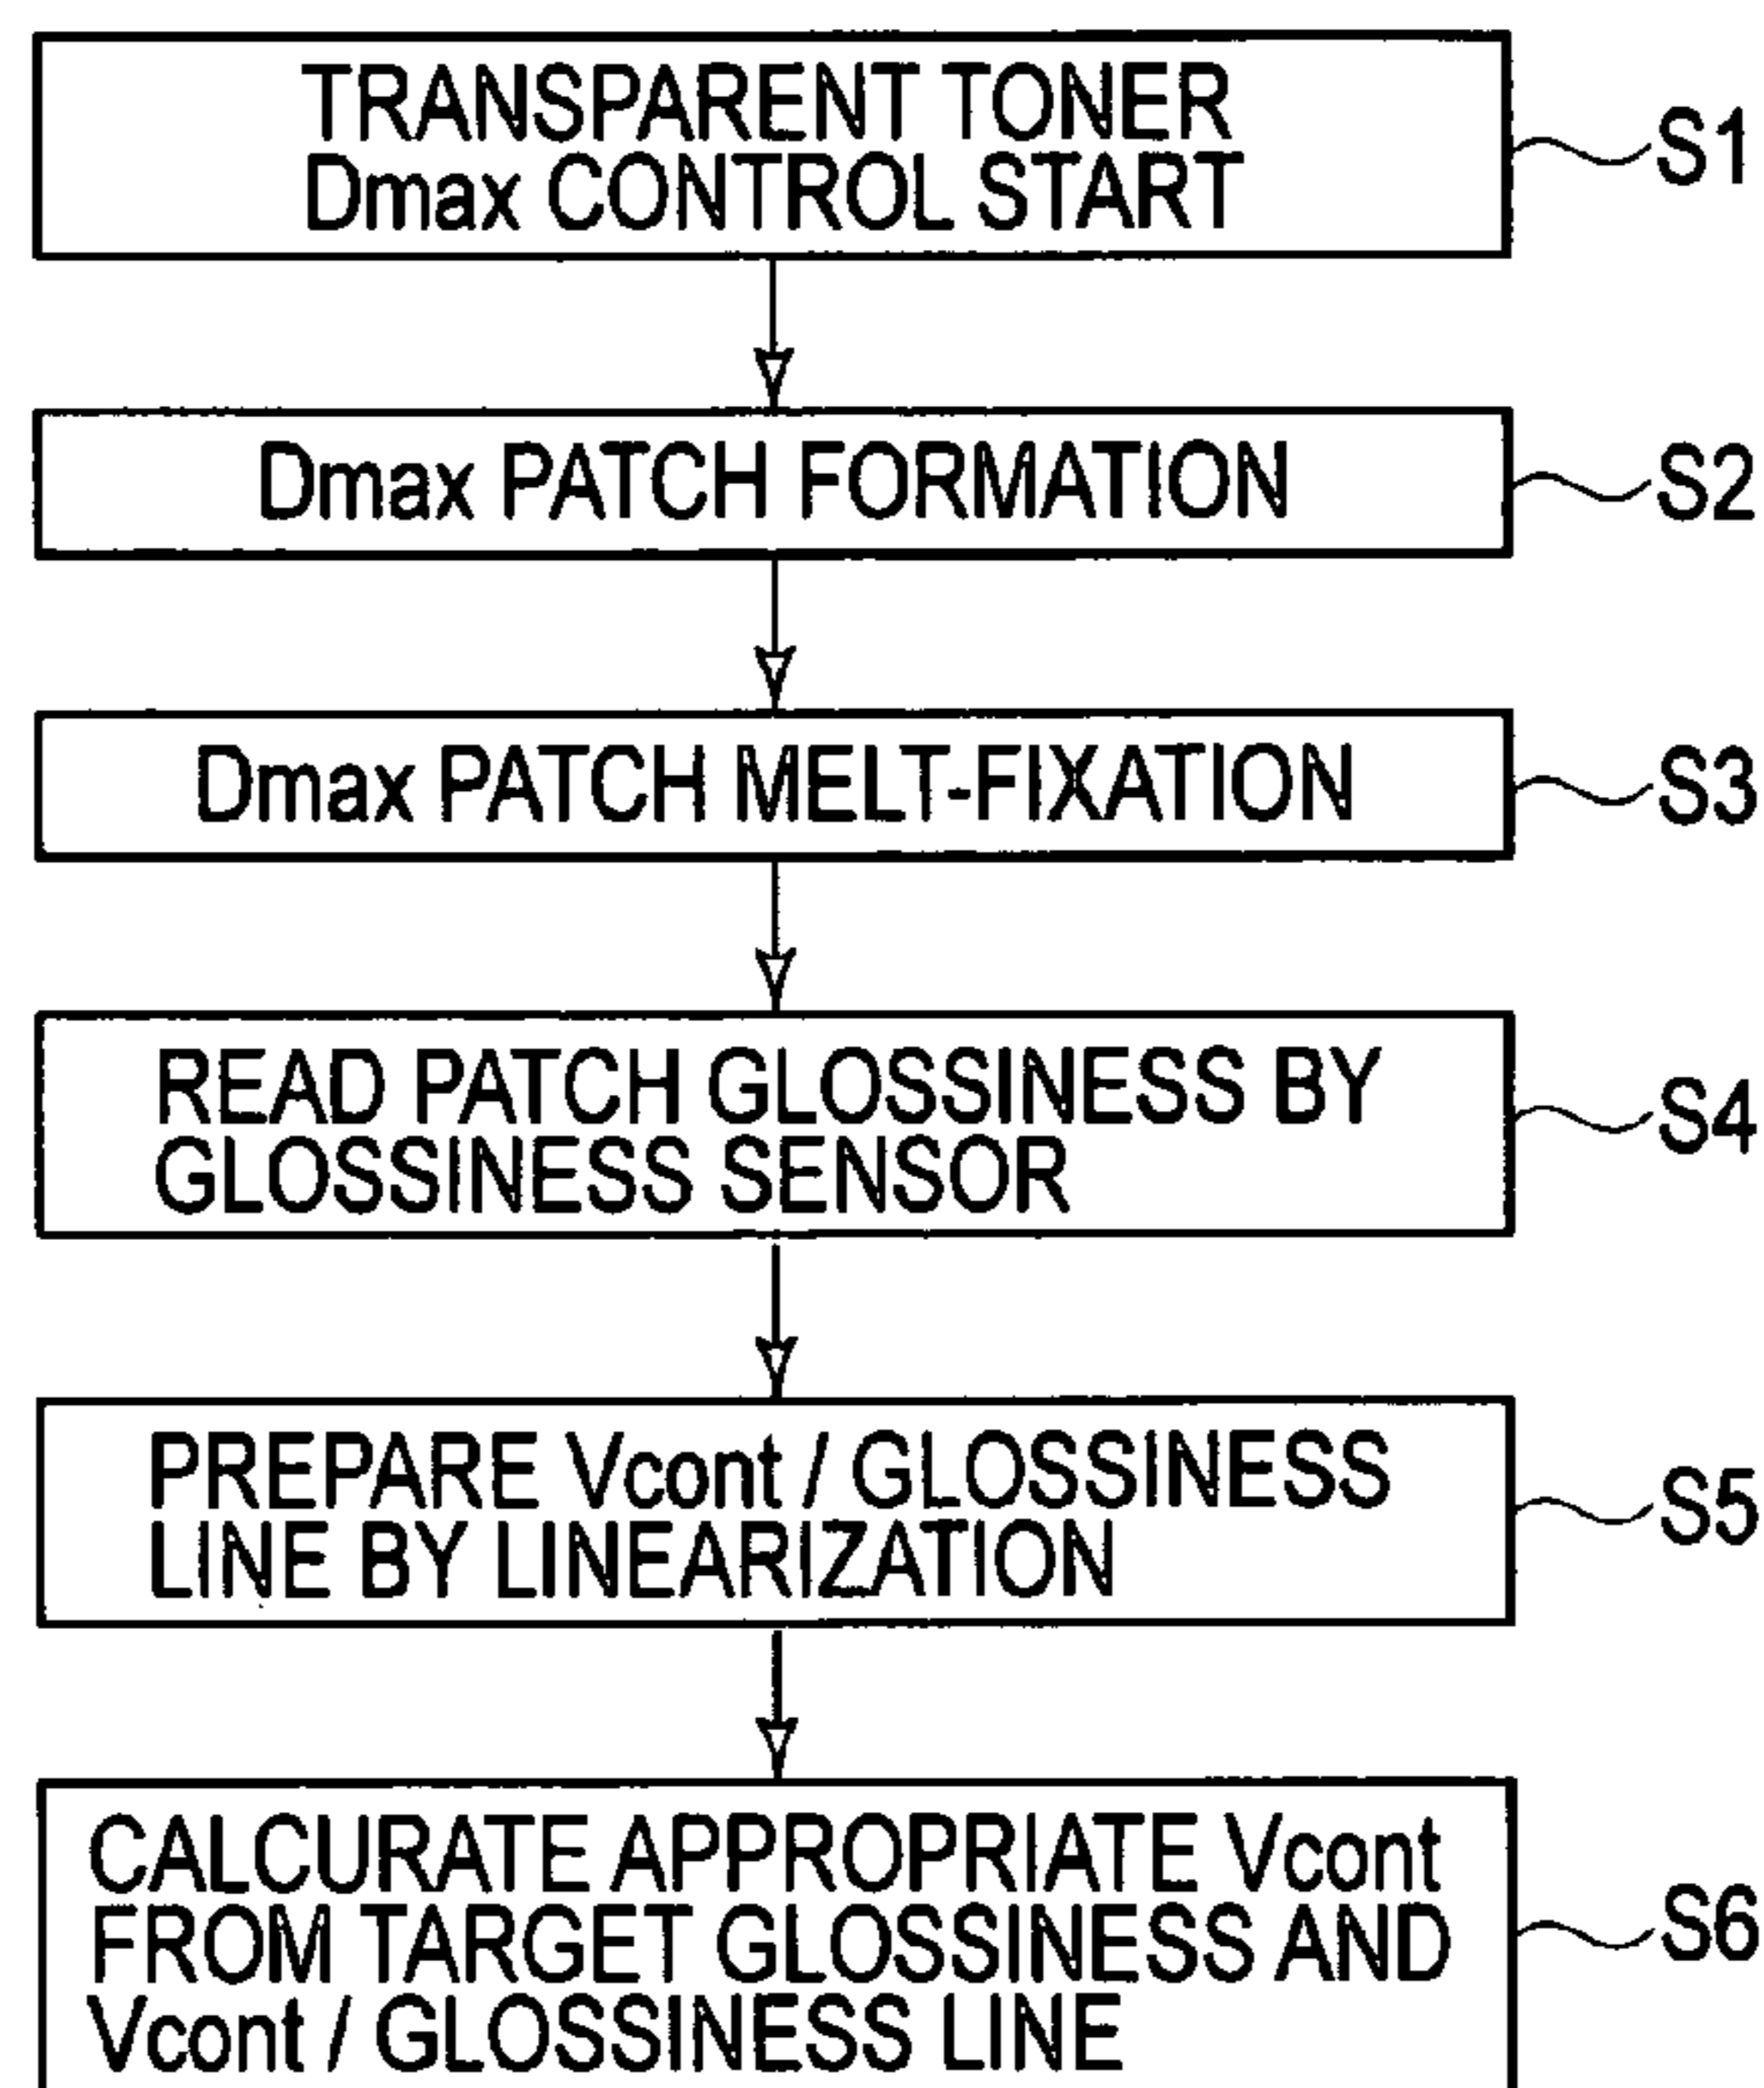 TRANSPARENT TONER
Dmax CONTROL START
S1
Dmax PATCH FORMATION
S2
Dmax PATCH MELT-FIXATION
S3
READ PATCH GLOSSINESS BY
GLOSSINESS SENSOR
S4
PREPARE Vcont / GLOSSINESS
LINE BY LINEARIZATION
S5
CALCURATE APPROPRIATE Vcont
FROM TARGET GLOSSINESS AND
Vcont / GLOSSINESS LINE
S6